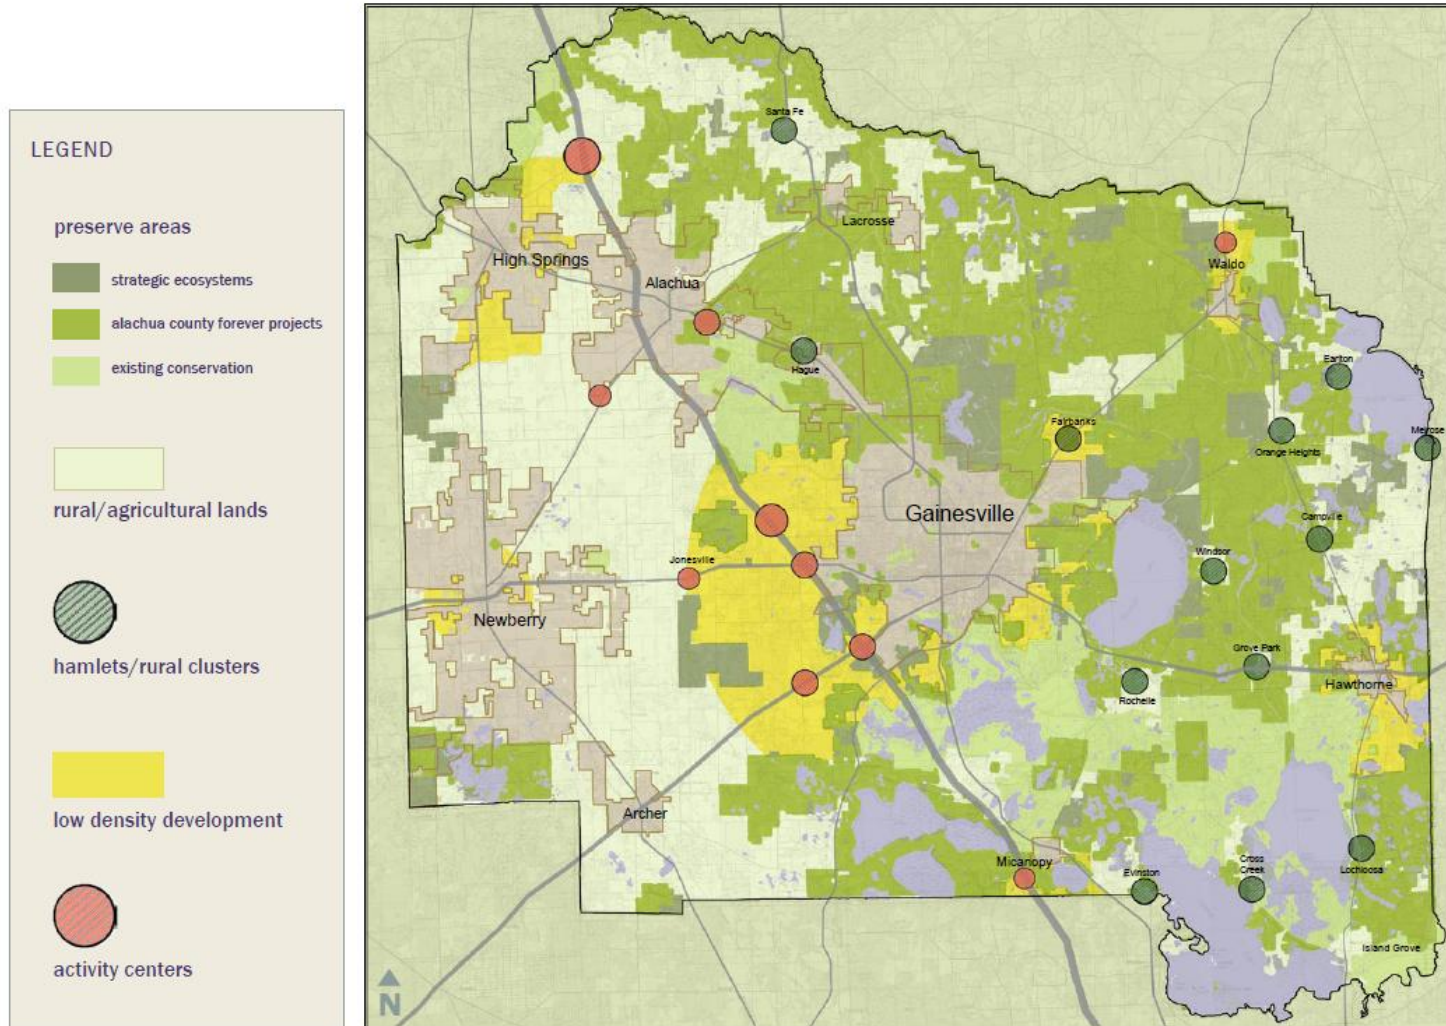 LEGEND
preserve areas
strategic ecosystems
alachua county forever projects
existing conservation
rural/agricultural lands
hamlets/rural clusters
low density development
activity centers
Santa Fe
Lacrosse
High Springs
Waldo
Alachua
Hague
Earlton
Fairbanks
Melrose
Orange Heights
Gainesville
Campville
Jonesville
Windsor
Newberry
Grove Park
Hawthorne
Rochelle
Archer
Micanopy
Evinston
Cross
Creek
Lochloosa
Island Grove
N